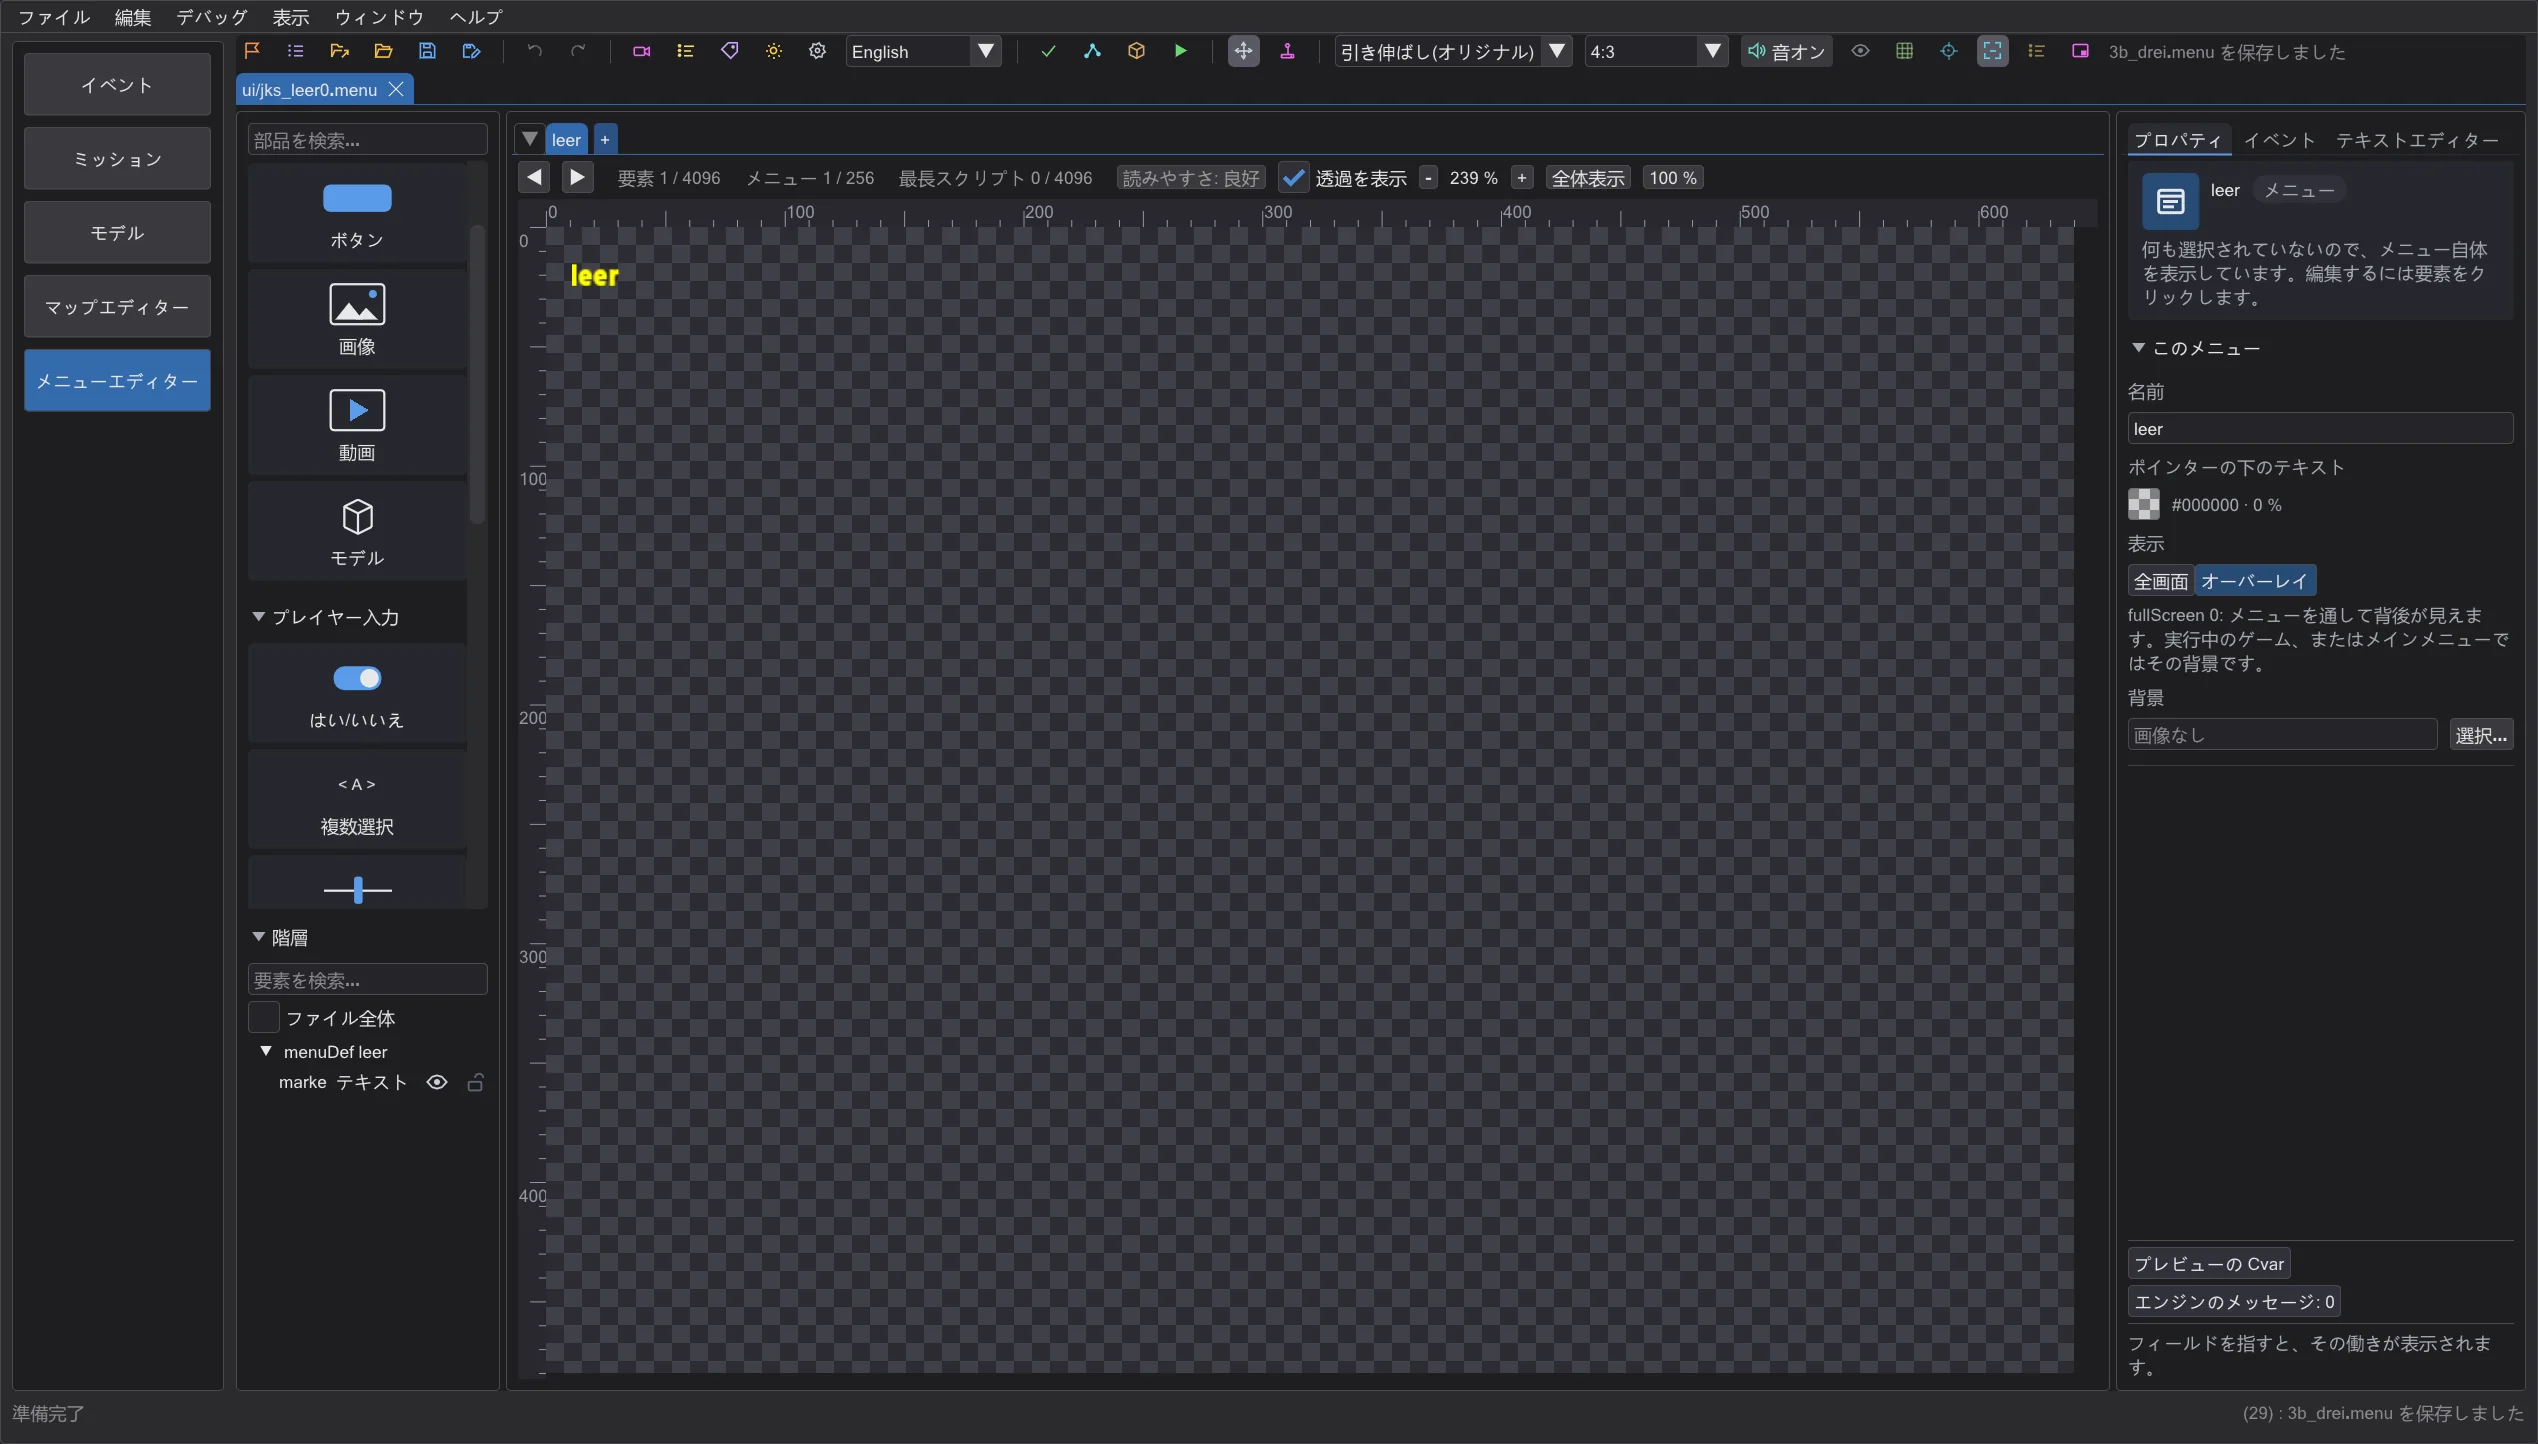 ファイル 編集 デバッグ 表示 ウィンドウ ヘルプ
English 引き伸ばし(オリジナル) 4:3 音オン 3b_drei.menu を保存しました
イベント
ミッション
モデル
マップエディター
メニューエディター
ui/jks_leer0.menu
部品を検索...
ボタン
画像
動画
モデル
プレイヤー入力
はい/いいえ
< A >
複数選択
階層
要素を検索...
ファイル全体
menuDef leer
marke テキスト
leer +
要素 1 / 4096 メニュー 1 / 256 最長スクリプト 0 / 4096 読みやすさ: 良好 透過を表示 - 239 % + 全体表示 100 %
0 100 200 300 400 500 600
0
100
200
300
400
leer
プロパティ イベント テキストエディター
leer メニュー
何も選択されていないので、メニュー自体
を表示しています。編集するには要素をク
リックします。
このメニュー
名前
leer
ポインターの下のテキスト
#000000 · 0 %
表示
全画面 オーバーレイ
fullScreen 0: メニューを通して背後が見えま
す。実行中のゲーム、またはメインメニューで
はその背景です。
背景
画像なし 選択...
プレビューの Cvar
エンジンのメッセージ: 0
フィールドを指すと、その働きが表示されま
す。
準備完了 (29) : 3b_drei.menu を保存しました